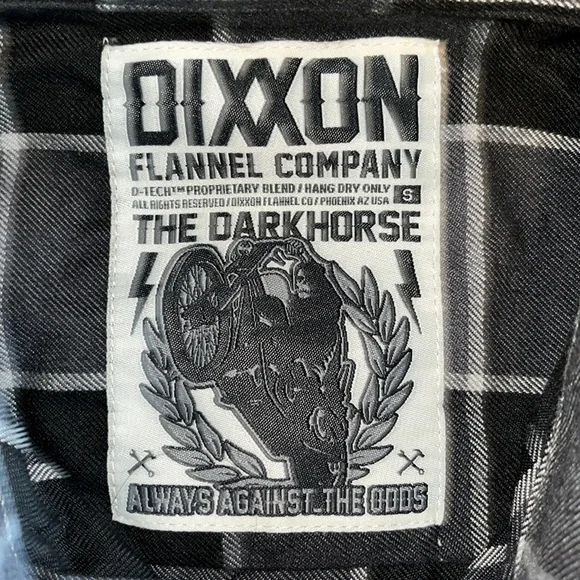 DIXXON
FLANNEL COMPANY
D-TECH™ PROPRIETARY BLEND / HANG DRY ONLY
ALL RIGHTS RESERVED / DIXXON FLANNEL CO / PHOENIX AZ USA
S
THE DARKHORSE
ALWAYS AGAINST THE ODDS